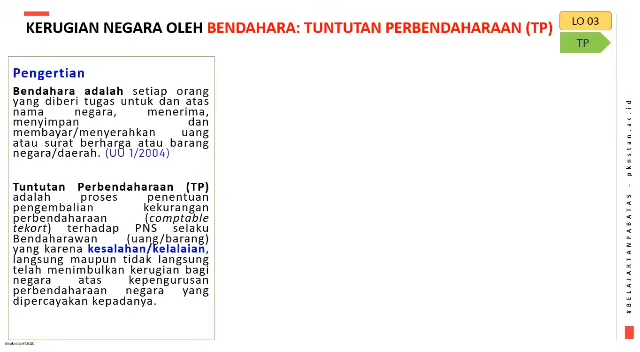 KERUGIAN NEGARA OLEH BENDAHARA: TUNTUTAN PERBENDAHARAAN (TP)
LO 03
TP
Pengertian
Bendahara adalah setiap orang
yang diberi tugas untuk dan atas
nama negara, menerima,
menyimpan dan
membayar/menyerahkan uang
atau surat berharga atau barang
negara/daerah. (UU 1/2004)
Tuntutan Perbendaharaan (TP)
adalah proses penentuan
pengembalian kekurangan
perbendaharaan (comptable
tekort) terhadap PNS selaku
Bendaharawan (uang/barang)
yang karena kesalahan/kelalaian,
langsung maupun tidak langsung
telah menimbulkan kerugian bagi
negara atas kepengurusan
perbendaharaan negara yang
dipercayakan kepadanya.
#BELAJARTANPABATAS - pknstan.ac.id